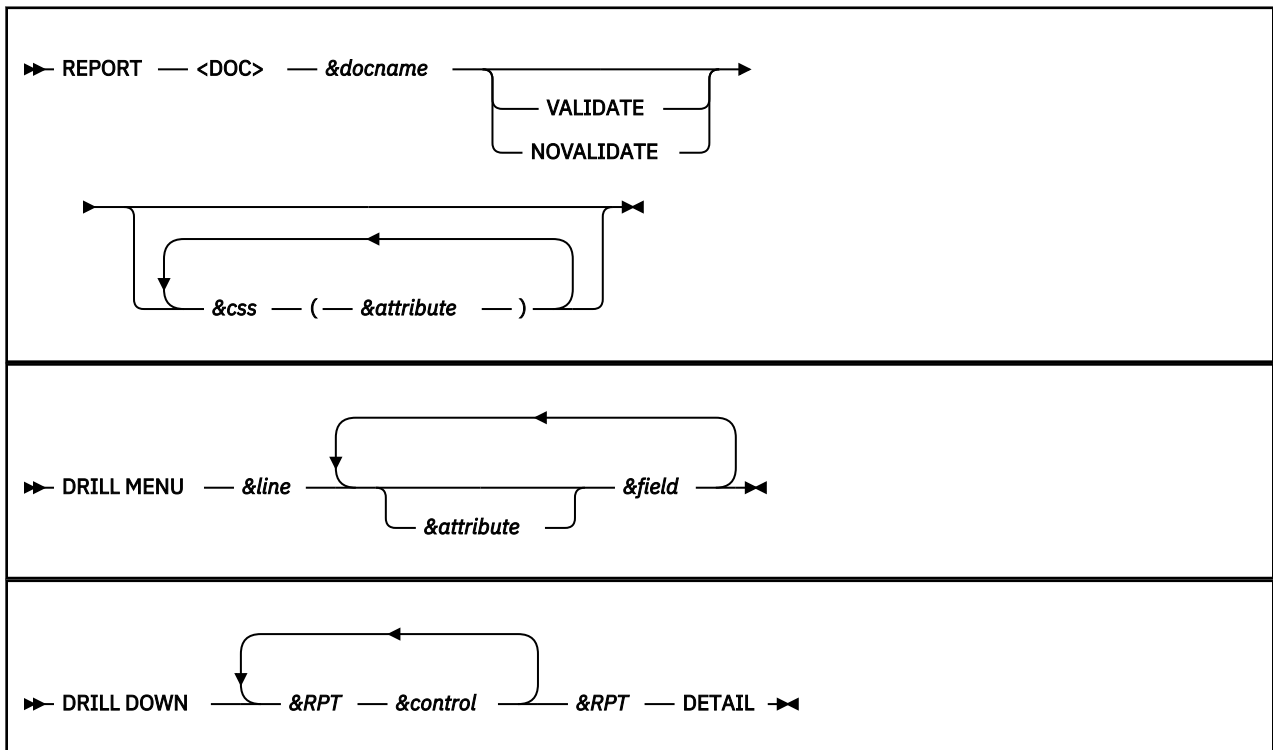 REPORT <DOC> &docname
VALIDATE
NOVALIDATE
&css ( &attribute )
DRILL MENU &line &field
&attribute
DRILL DOWN &RPT &control &RPT DETAIL